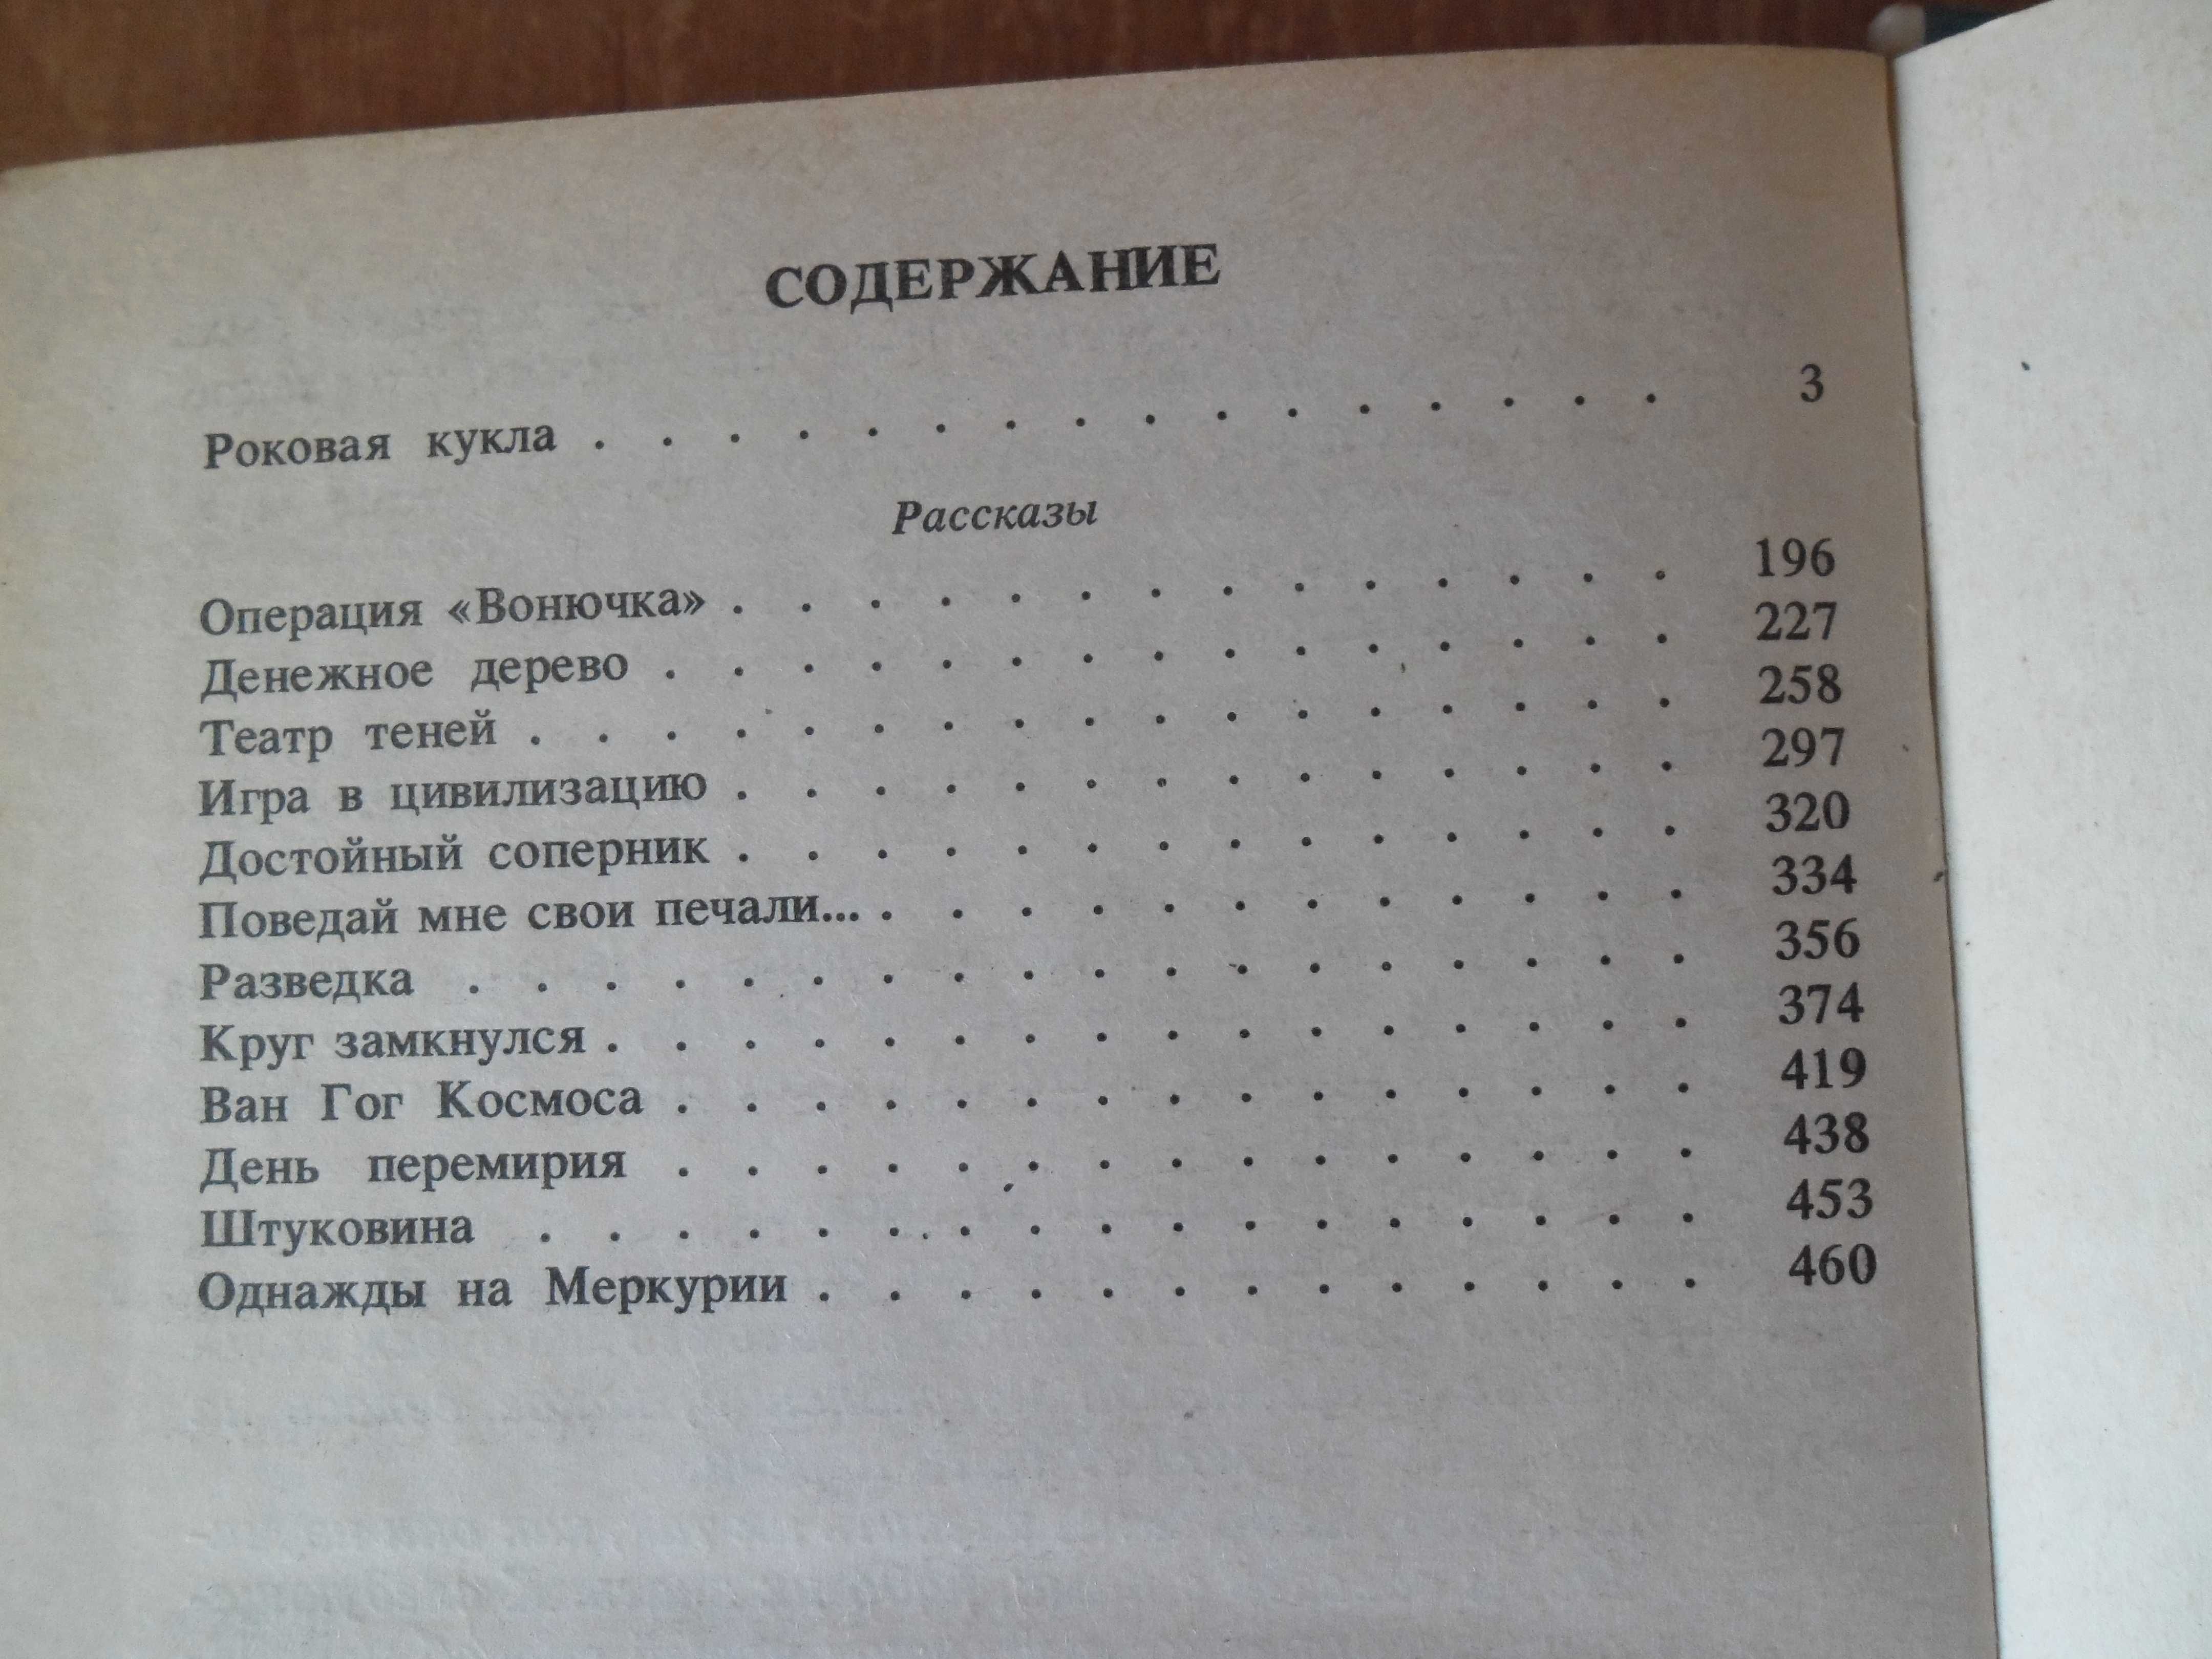 СОДЕРЖАНИЕ
Роковая кукла . . . . . . . . . . . . . . . . 3
Рассказы
Операция «Вонючка» . . . . . . . . . . . . . . 196
Денежное дерево . . . . . . . . . . . . . . . 227
Театр теней . . . . . . . . . . . . . . . . . 258
Игра в цивилизацию . . . . . . . . . . . . . . 297
Достойный соперник . . . . . . . . . . . . . . 320
Поведай мне свои печали... . . . . . . . . . . . . 334
Разведка . . . . . . . . . . . . . . . . . . 356
Круг замкнулся . . . . . . . . . . . . . . . . 374
Ван Гог Космоса . . . . . . . . . . . . . . . 419
День перемирия . . . . . . . . . . . . . . . 438
Штуковина . . . . . . . . . . . . . . . . . 453
Однажды на Меркурии . . . . . . . . . . . . . 460